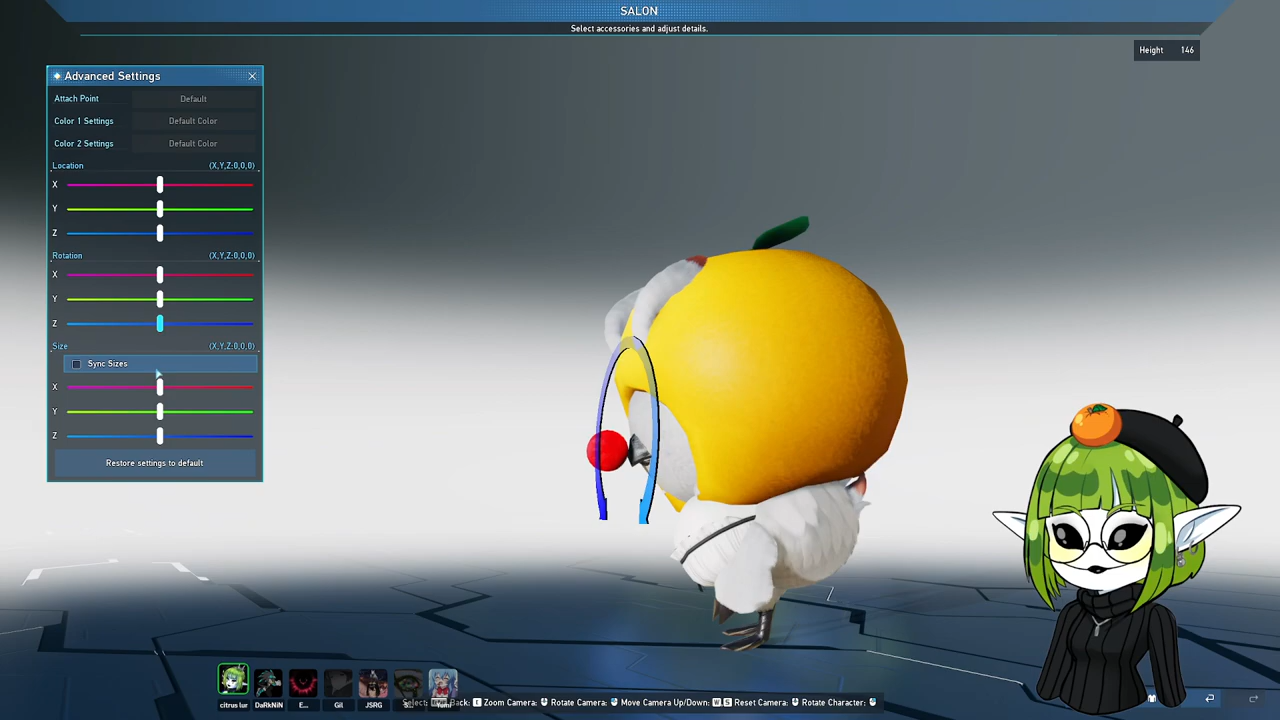 SALON
Select accessories and adjust details.
Height 146
Advanced Settings
Attach Point Default
Color 1 Settings Default Color
Color 2 Settings Default Color
Location (X,Y,Z:0,0,0)
X
Y
Z
Rotation (X,Y,Z:0,0,0)
X
Y
Z
Size (X,Y,Z:0,0,0)
Sync Sizes
X
Y
Z
Restore settings to default
citrus lur DaRkNiN E... Gil JSRG
Select: Back: Zoom Camera: Rotate Camera: Move Camera Up/Down: W, S Reset Camera: Rotate Character: